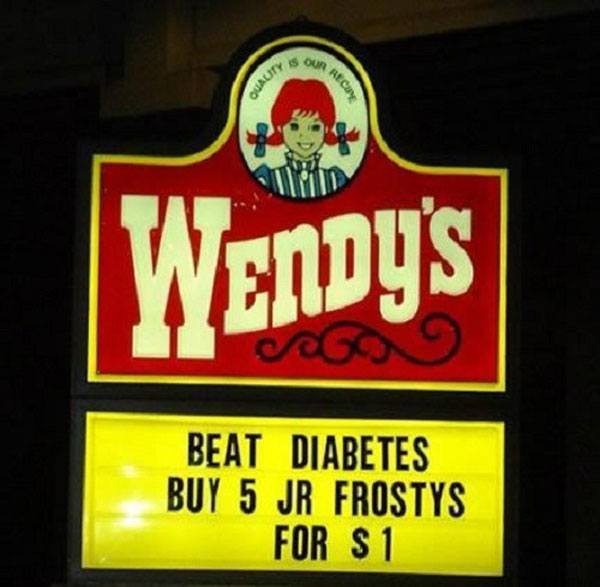 QUALITY IS OUR RECIPE
WENDY'S
BEAT DIABETES
BUY 5 JR FROSTYS
FOR $1